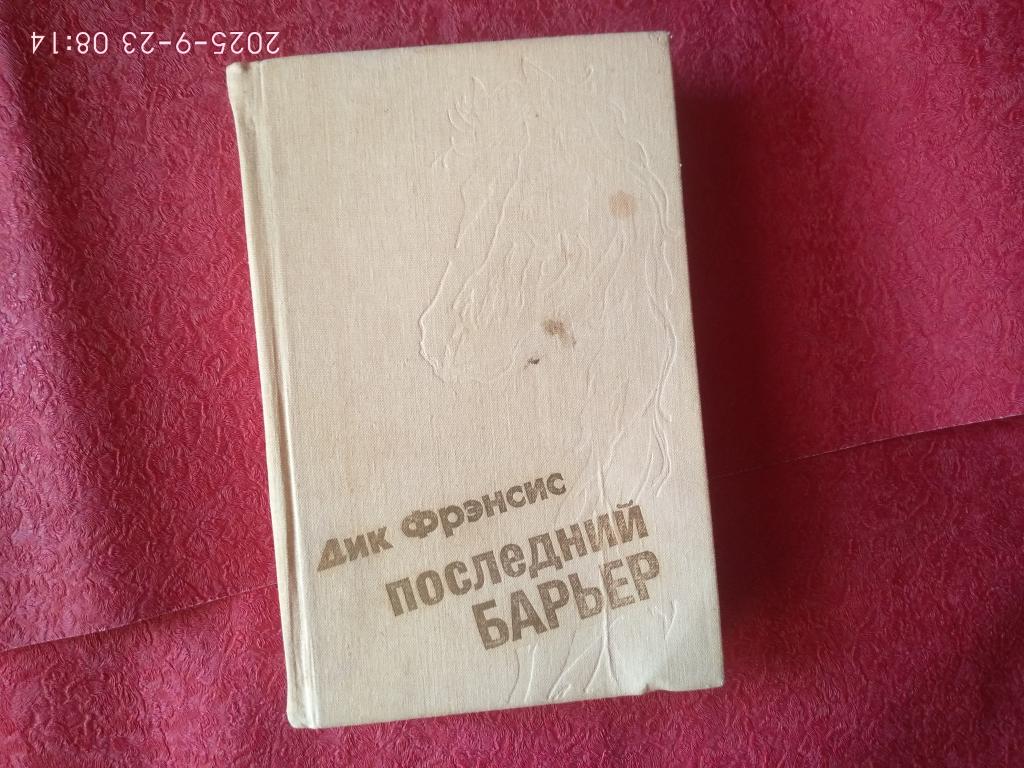 2025-9-23 08:14
Дик Фрэнсис
последний
БАРЬЕР